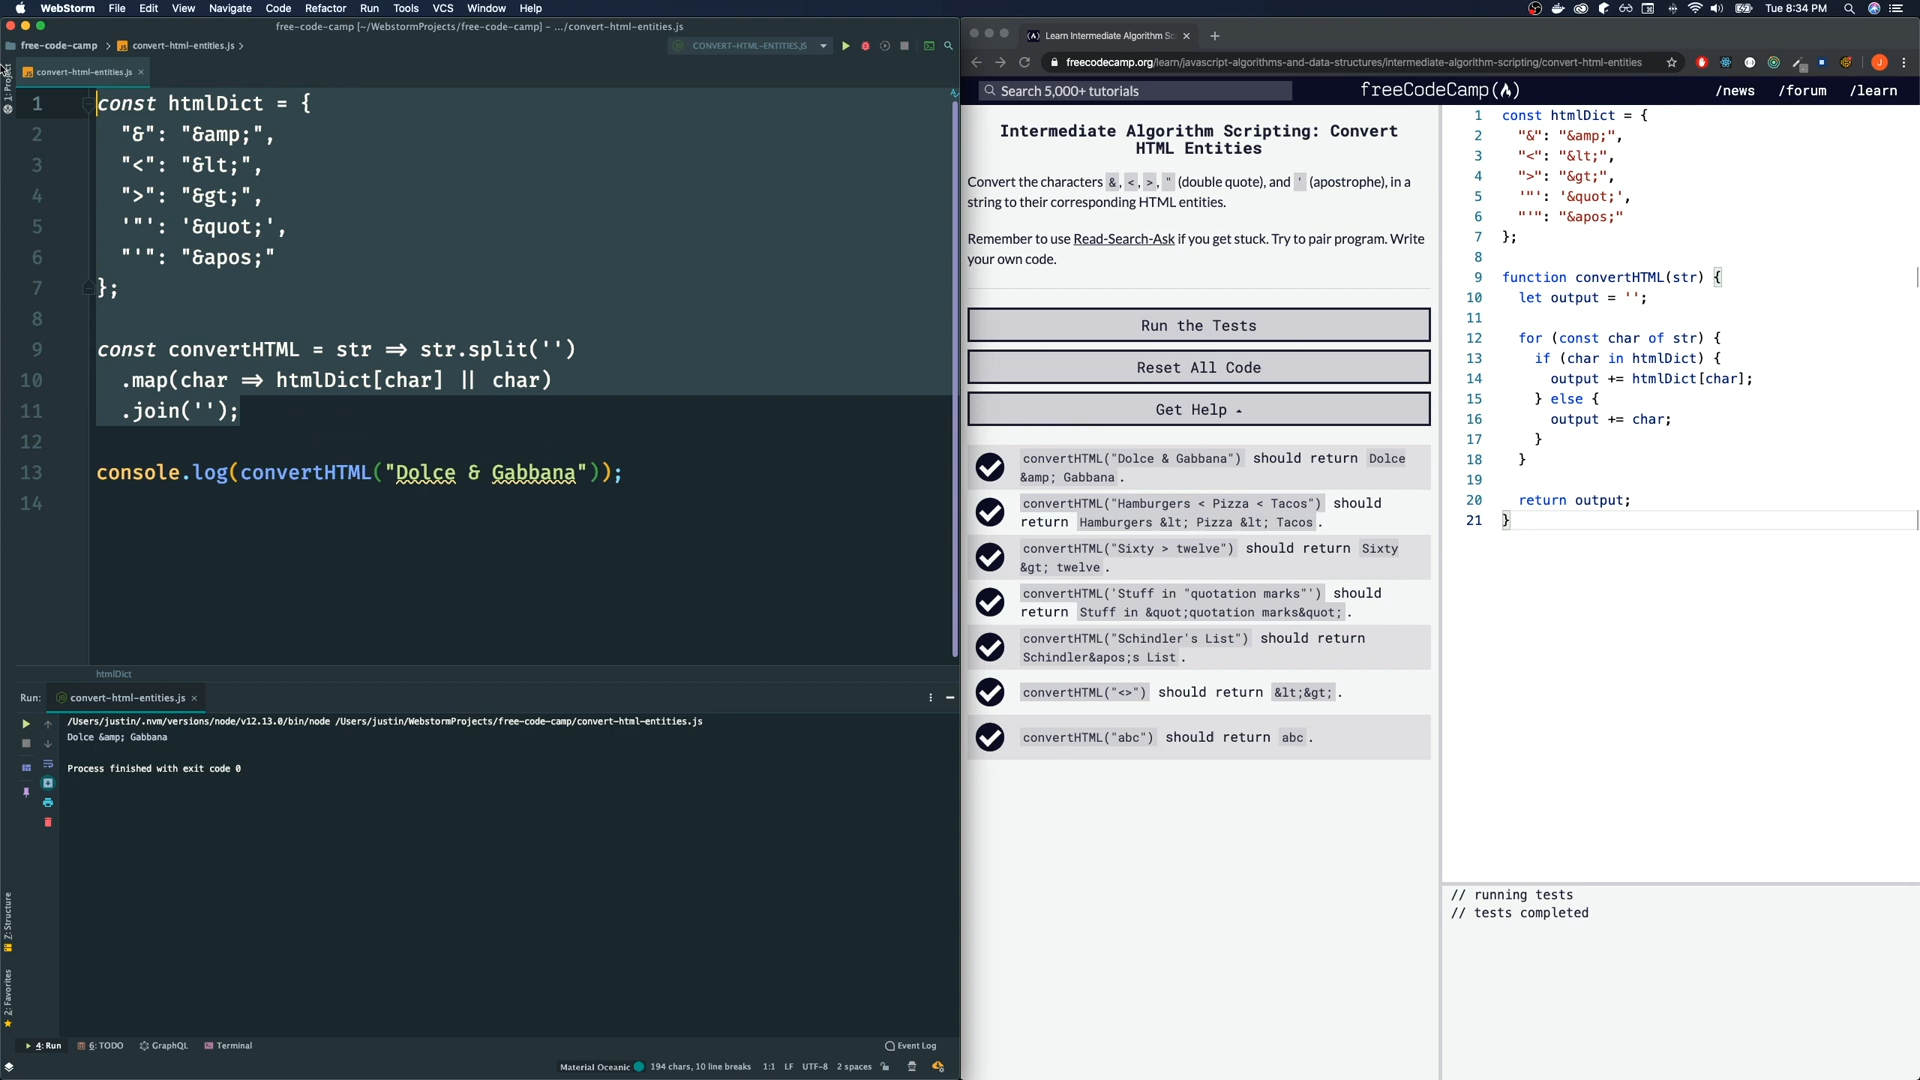 WebStorm File Edit View Navigate Code Refactor Run Tools VCS Window Help
Tue 8:34 PM
free-code-camp [~/WebstormProjects/free-code-camp] – .../convert-html-entities.js
free-code-camp convert-html-entities.js
CONVERT-HTML-ENTITIES.JS
convert-html-entities.js
1: Project
1 const htmlDict = {
2 "&": "&amp;",
3 "<": "&lt;",
4 ">": "&gt;",
5 '"': '&quot;',
6 "'": "&apos;"
7 };
8
9 const convertHTML = str ⇒ str.split('')
10 .map(char ⇒ htmlDict[char] || char)
11 .join('');
12
13 console.log(convertHTML("Dolce & Gabbana"));
14
htmlDict
Run: convert-html-entities.js
/Users/justin/.nvm/versions/node/v12.13.0/bin/node /Users/justin/WebstormProjects/free-code-camp/convert-html-entities.js
Dolce &amp; Gabbana
Process finished with exit code 0
Z: Structure
2: Favorites
4: Run 6: TODO GraphQL Terminal
Event Log
Material Oceanic 194 chars, 10 line breaks 1:1 LF UTF-8 2 spaces
Learn Intermediate Algorithm Sc
freecodecamp.org/learn/javascript-algorithms-and-data-structures/intermediate-algorithm-scripting/convert-html-entities
J
Search 5,000+ tutorials
freeCodeCamp
/news /forum /learn
Intermediate Algorithm Scripting: Convert
HTML Entities
Convert the characters &, <, >, " (double quote), and ' (apostrophe), in a
string to their corresponding HTML entities.
Remember to use Read-Search-Ask if you get stuck. Try to pair program. Write
your own code.
Run the Tests
Reset All Code
Get Help
convertHTML("Dolce & Gabbana") should return Dolce
&amp; Gabbana.
convertHTML("Hamburgers < Pizza < Tacos") should
return Hamburgers &lt; Pizza &lt; Tacos.
convertHTML("Sixty > twelve") should return Sixty
&gt; twelve.
convertHTML('Stuff in "quotation marks"') should
return Stuff in &quot;quotation marks&quot;.
convertHTML("Schindler's List") should return
Schindler&apos;s List.
convertHTML("<>") should return &lt;&gt;.
convertHTML("abc") should return abc.
1 const htmlDict = {
2 "&": "&amp;",
3 "<": "&lt;",
4 ">": "&gt;",
5 '"': '&quot;',
6 "'": "&apos;"
7 };
8
9 function convertHTML(str) {
10 let output = '';
11
12 for (const char of str) {
13 if (char in htmlDict) {
14 output += htmlDict[char];
15 } else {
16 output += char;
17 }
18 }
19
20 return output;
21 }
// running tests
// tests completed